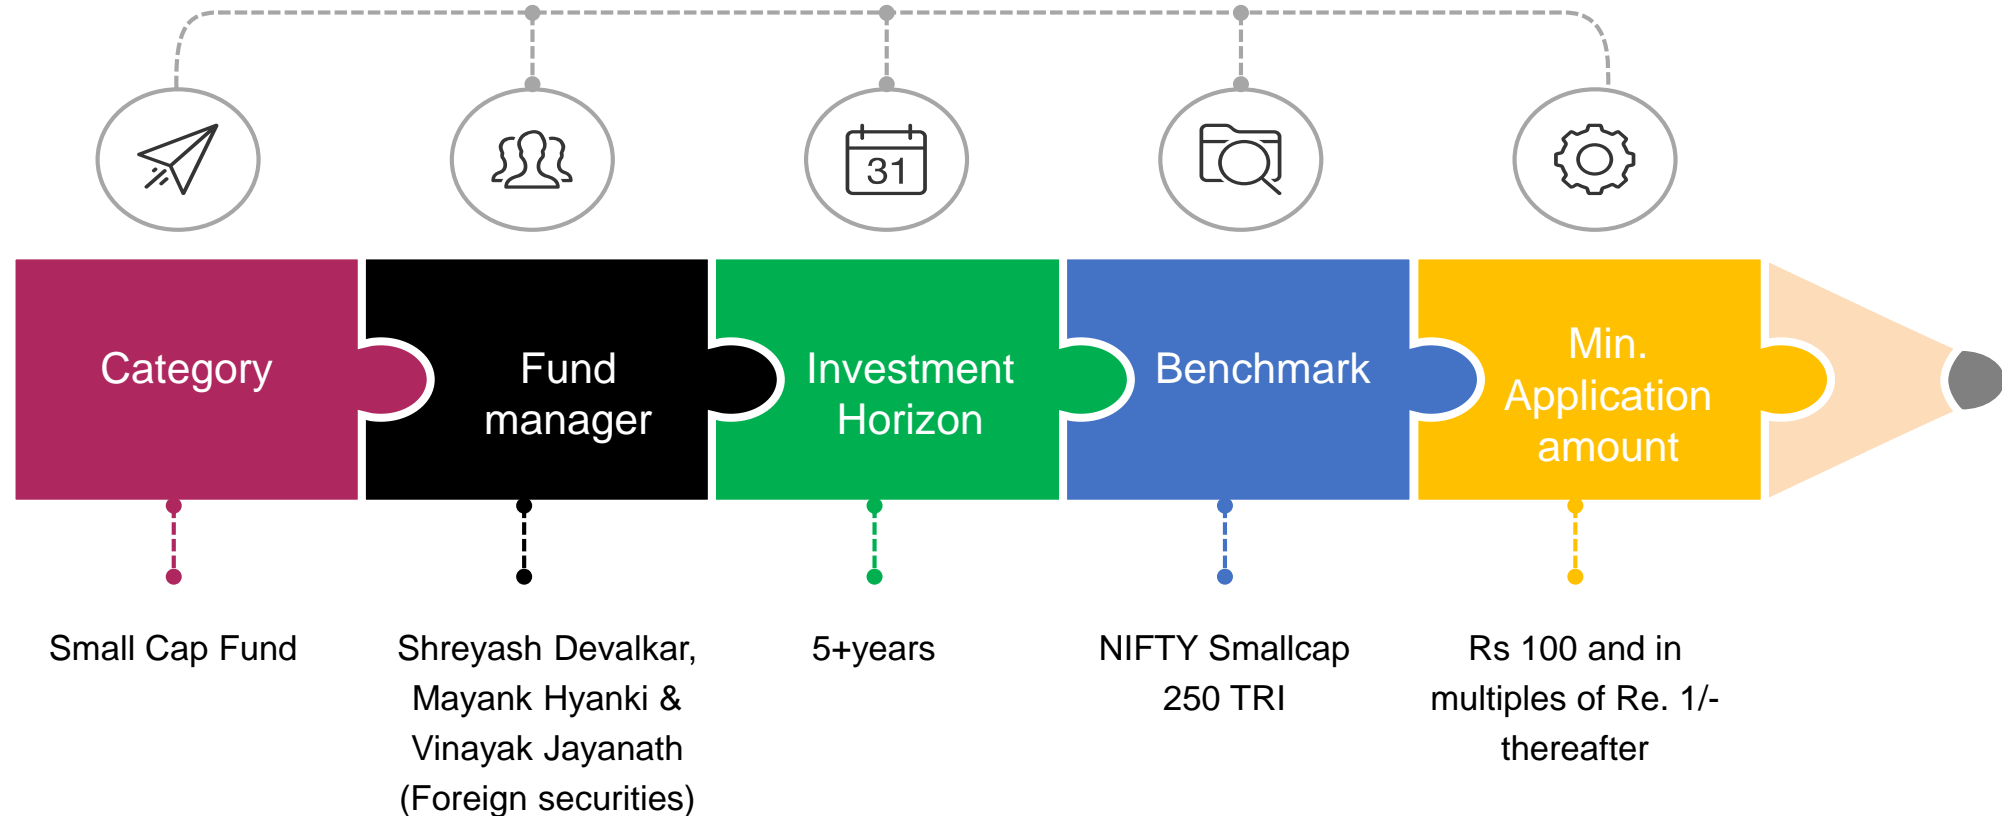 31
Category
Fund
manager
Investment
Horizon
Benchmark
Min.
Application
amount
Small Cap Fund
Shreyash Devalkar,
Mayank Hyanki &
Vinayak Jayanath
(Foreign securities)
5+years
NIFTY Smallcap
250 TRI
Rs 100 and in
multiples of Re. 1/-
thereafter